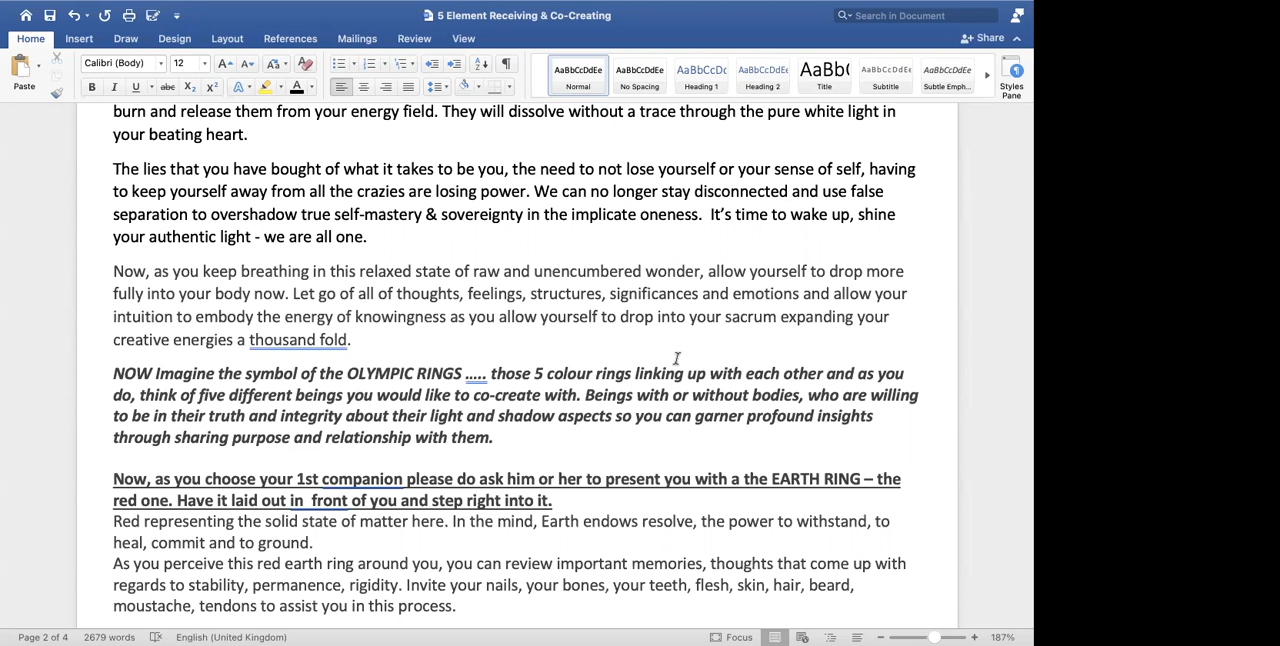 5 Element Receiving & Co-Creating
Search in Document
Home Insert Draw Design Layout References Mailings Review View
Share
Paste
Calibri (Body) 12
AaBbCcDdEe AaBbCcDdEe AaBbCcDc AaBbCcDdEe AaBb( AaBbCcDdEe AaBbCcDdEe
Normal No Spacing Heading 1 Heading 2 Title Subtitle Subtle Emph...
Styles Pane
B I U abc X₂ X² A A
burn and release them from your energy field. They will dissolve without a trace through the pure white light in
your beating heart.
The lies that you have bought of what it takes to be you, the need to not lose yourself or your sense of self, having
to keep yourself away from all the crazies are losing power. We can no longer stay disconnected and use false
separation to overshadow true self-mastery & sovereignty in the implicate oneness.  It's time to wake up, shine
your authentic light - we are all one.
Now, as you keep breathing in this relaxed state of raw and unencumbered wonder, allow yourself to drop more
fully into your body now. Let go of all of thoughts, feelings, structures, significances and emotions and allow your
intuition to embody the energy of knowingness as you allow yourself to drop into your sacrum expanding your
creative energies a thousand fold.
NOW Imagine the symbol of the OLYMPIC RINGS ….. those 5 colour rings linking up with each other and as you
do, think of five different beings you would like to co-create with. Beings with or without bodies, who are willing
to be in their truth and integrity about their light and shadow aspects so you can garner profound insights
through sharing purpose and relationship with them.
Now, as you choose your 1st companion please do ask him or her to present you with a the EARTH RING – the
red one. Have it laid out in  front of you and step right into it.
Red representing the solid state of matter here. In the mind, Earth endows resolve, the power to withstand, to
heal, commit and to ground.
As you perceive this red earth ring around you, you can review important memories, thoughts that come up with
regards to stability, permanence, rigidity. Invite your nails, your bones, your teeth, flesh, skin, hair, beard,
moustache, tendons to assist you in this process.
Page 2 of 4 2679 words English (United Kingdom) Focus 187%